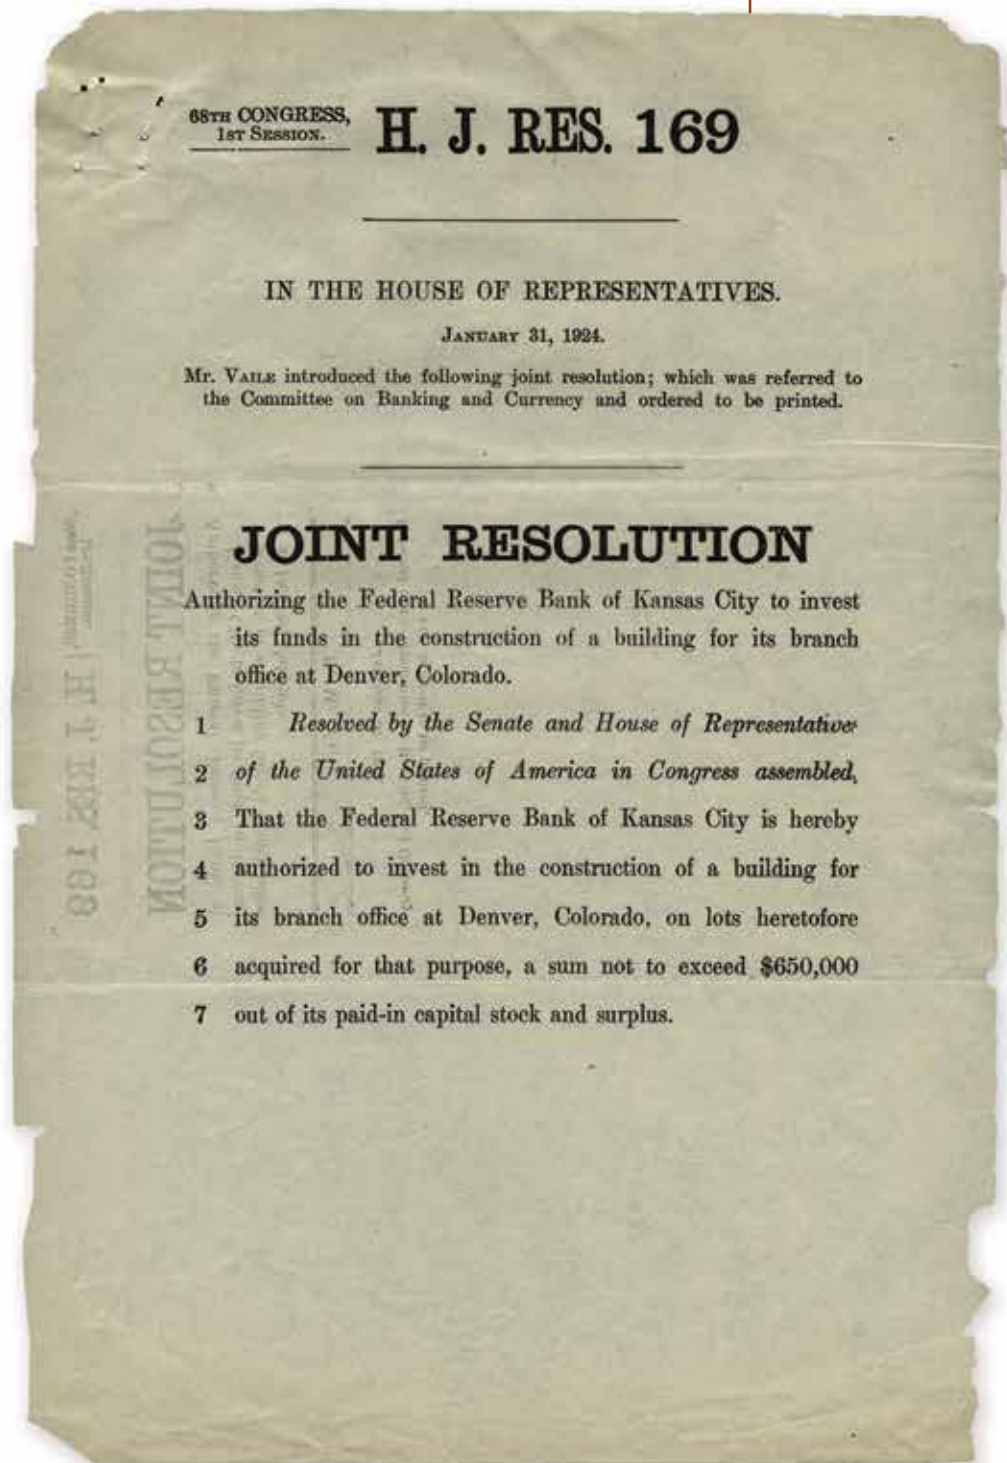 68TH CONGRESS,
1ST SESSION.
H. J. RES. 169
IN THE HOUSE OF REPRESENTATIVES.
JANUARY 31, 1924.
Mr. VAILE introduced the following joint resolution; which was referred to
the Committee on Banking and Currency and ordered to be printed.
JOINT RESOLUTION
Authorizing the Federal Reserve Bank of Kansas City to invest
its funds in the construction of a building for its branch
office at Denver, Colorado.
1 Resolved by the Senate and House of Representatives
2 of the United States of America in Congress assembled,
3 That the Federal Reserve Bank of Kansas City is hereby
4 authorized to invest in the construction of a building for
5 its branch office at Denver, Colorado, on lots heretofore
6 acquired for that purpose, a sum not to exceed $650,000
7 out of its paid-in capital stock and surplus.
JOINT RESOLUTION
H. J. RES. 169